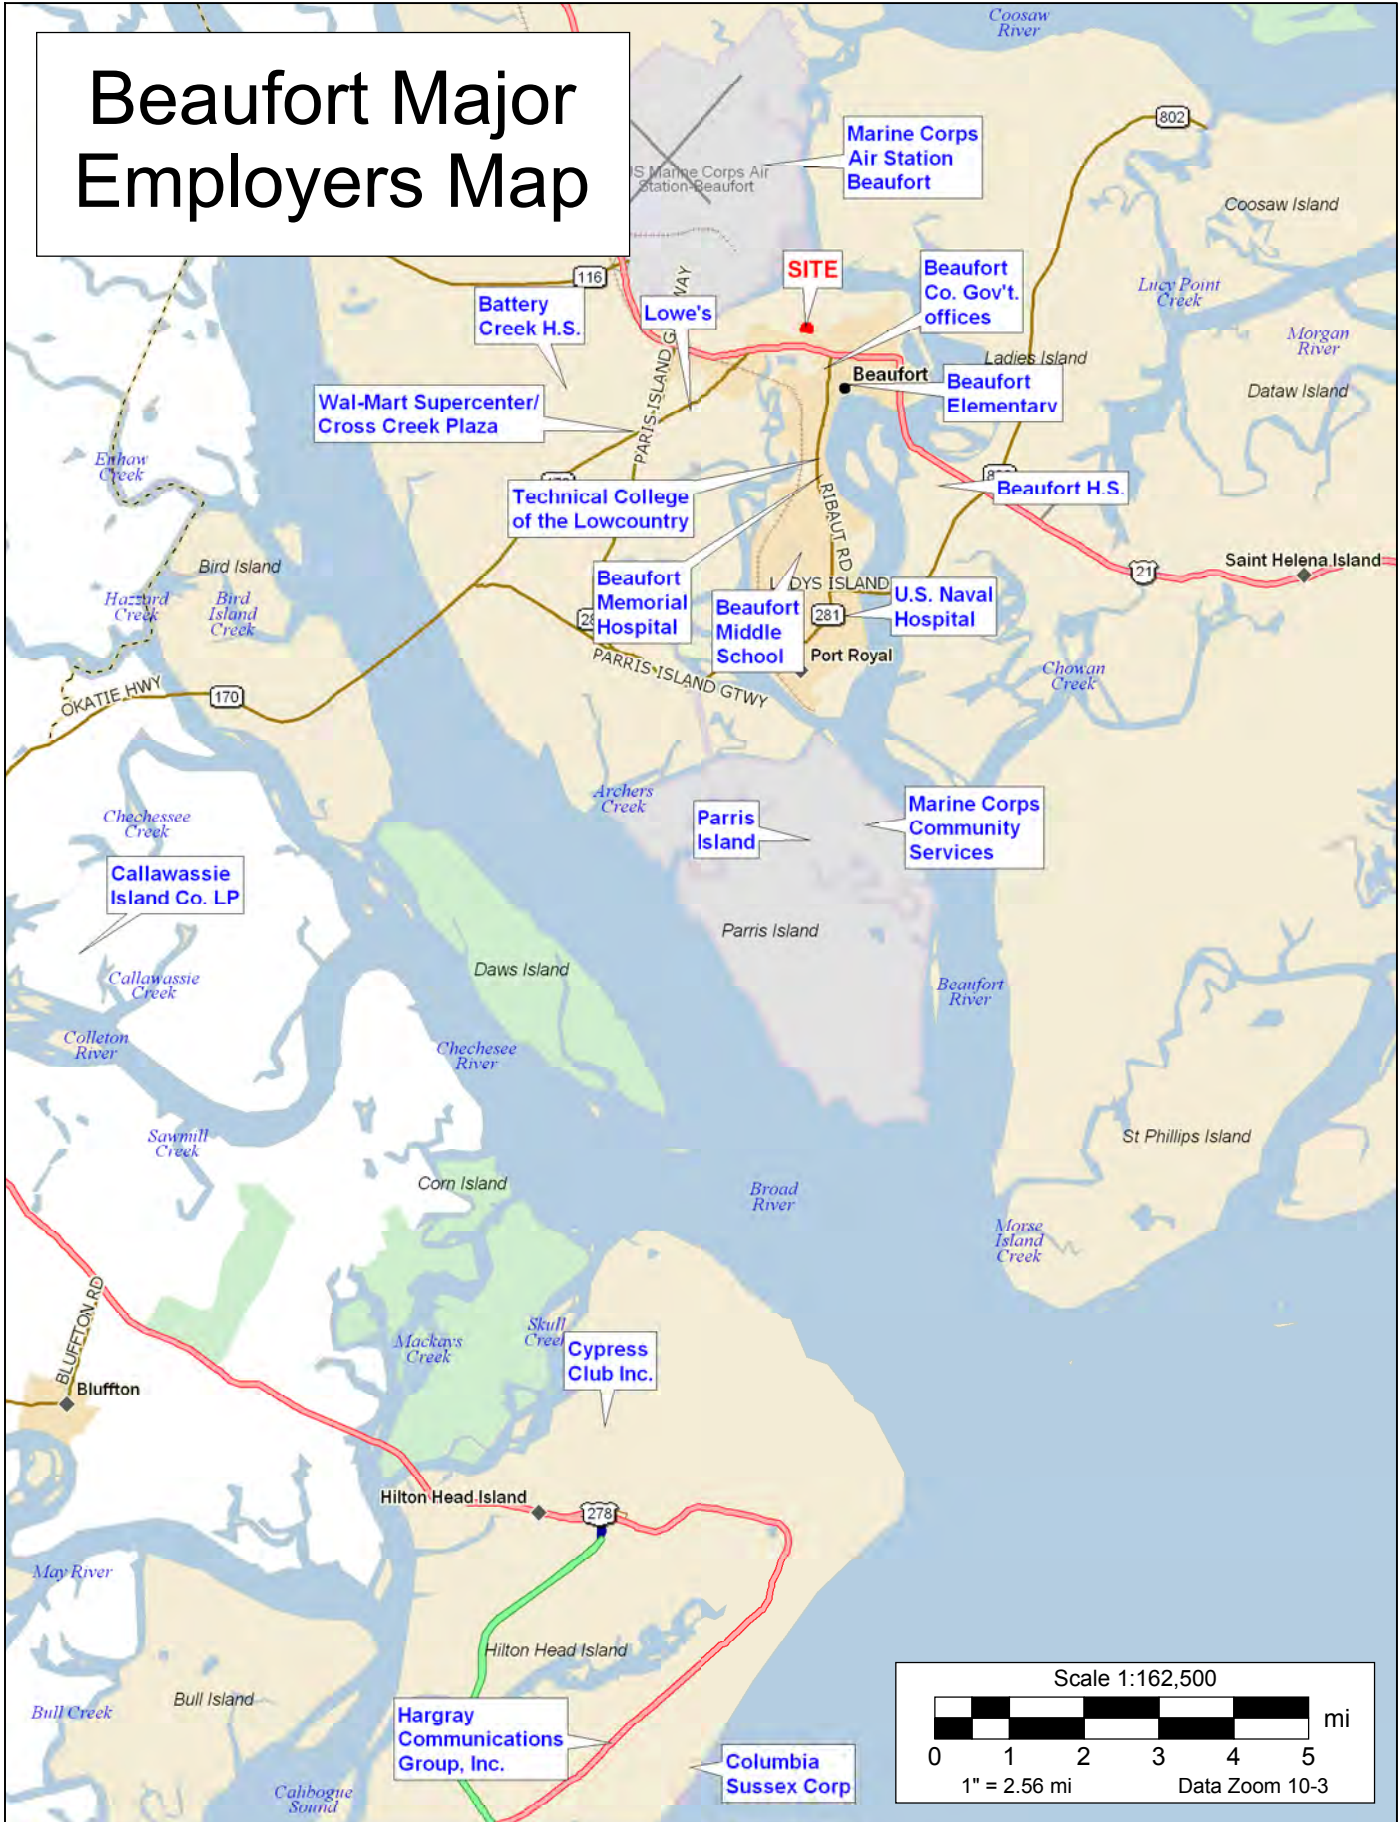 Beaufort Major
Employers Map
Coosaw
River
802
Marine Corps
Air Station
Beaufort
US Marine Corps Air
Station-Beaufort
Coosaw Island
SITE
Beaufort
Co. Gov't.
offices
116
Battery
Creek H.S.
Lowe's
Lucy Point
Creek
Morgan
River
Ladies Island
Beaufort
Beaufort
Elementary
Dataw Island
Wal-Mart Supercenter/
Cross Creek Plaza
PARIS ISLAND
WAY
Enhaw
Creek
Technical College
of the Lowcountry
Beaufort H.S.
RIBAUT RD
21
Saint Helena Island
Bird Island
Hazzard
Creek
Bird
Island
Creek
Beaufort
Memorial
Hospital
Beaufort
Middle
School
LADYS ISLAND
281
U.S. Naval
Hospital
Port Royal
PARRIS ISLAND GTWY
Chowan
Creek
OKATIE HWY
170
Archers
Creek
Parris
Island
Marine Corps
Community
Services
Chechessee
Creek
Callawassie
Island Co. LP
Parris Island
Daws Island
Callawassie
Creek
Beaufort
River
Colleton
River
Chechesee
River
Sawmill
Creek
St Phillips Island
Corn Island
Broad
River
Morse
Island
Creek
BLUFFTON RD
Skull
Creek
Mackays
Creek
Cypress
Club Inc.
Bluffton
Hilton Head Island
278
May River
Hilton Head Island
Bull Island
Bull Creek
Hargray
Communications
Group, Inc.
Columbia
Sussex Corp
Calibogue
Sound
Scale 1:162,500
mi
0 1 2 3 4 5
1" = 2.56 mi Data Zoom 10-3